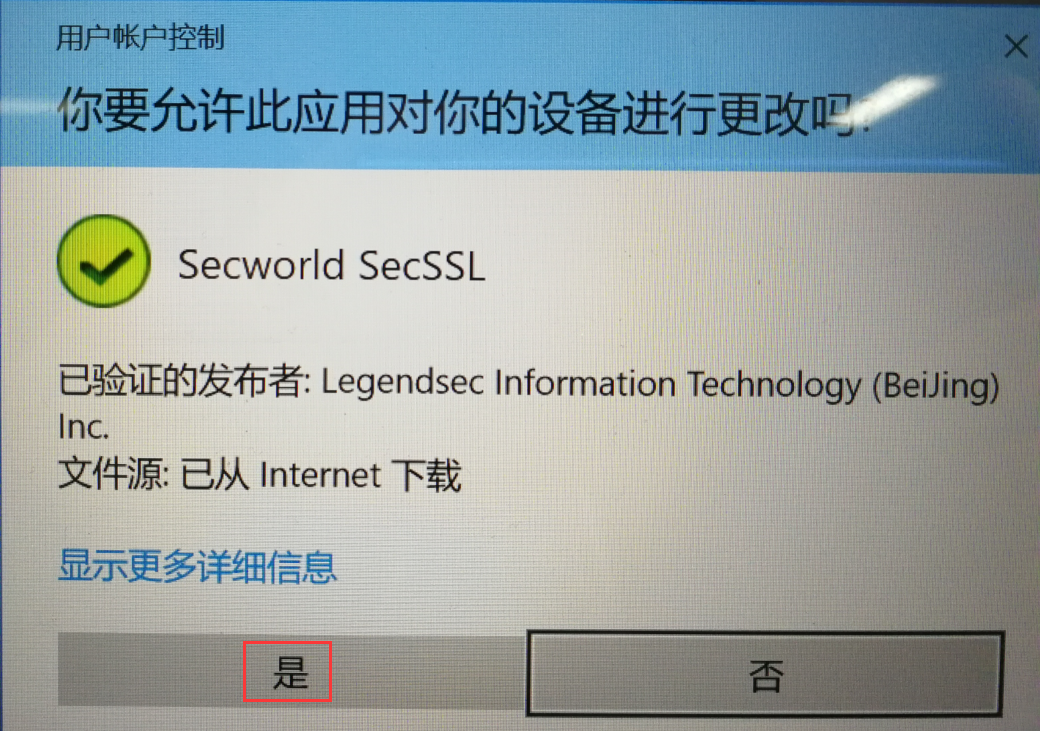 用户帐户控制
你要允许此应用对你的设备进行更改吗?
Secworld SecSSL
已验证的发布者: Legendsec Information Technology (BeiJing)
Inc.
文件源: 已从 Internet 下载
显示更多详细信息
是
否